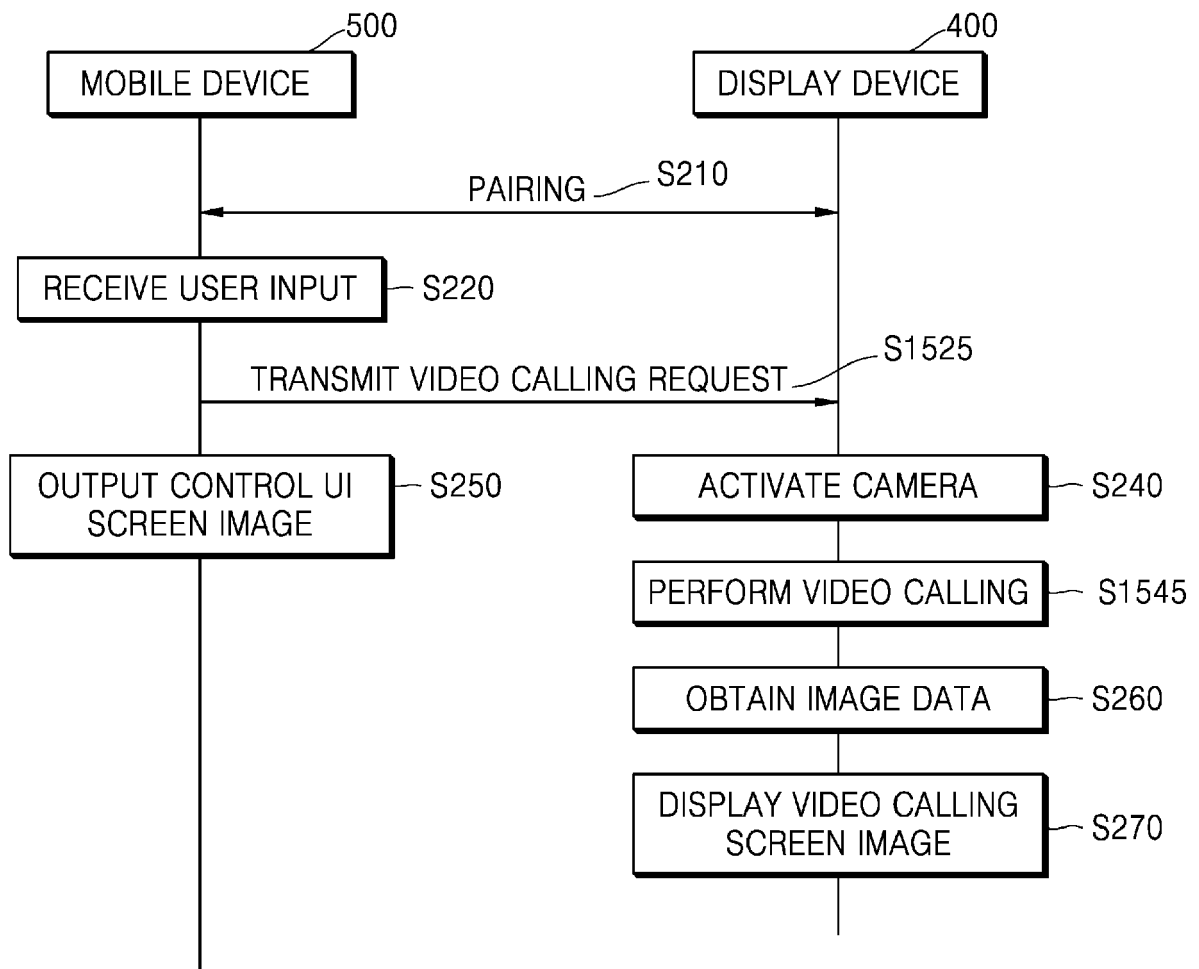 500
400
MOBILE DEVICE
DISPLAY DEVICE
PAIRING
S210
RECEIVE USER INPUT
S220
TRANSMIT VIDEO CALLING REQUEST
S1525
OUTPUT CONTROL UI
SCREEN IMAGE
S250
ACTIVATE CAMERA
S240
PERFORM VIDEO CALLING
S1545
OBTAIN IMAGE DATA
S260
DISPLAY VIDEO CALLING
SCREEN IMAGE
S270